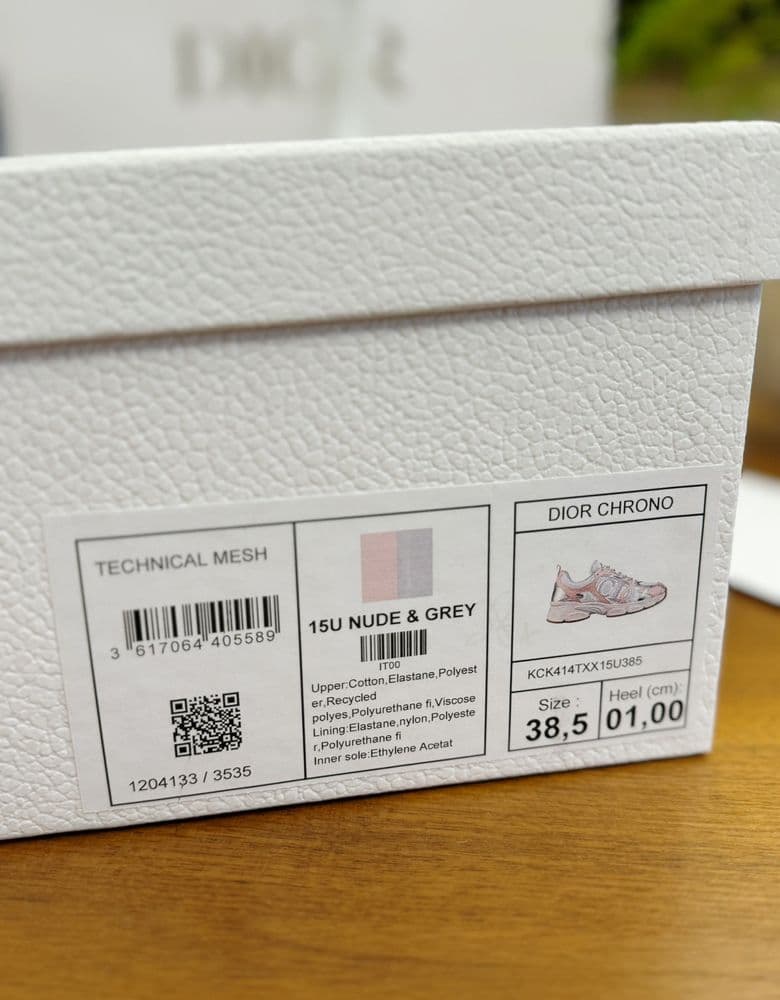 DIOR
TECHNICAL MESH
3 617064 405589
1204133 / 3535
15U NUDE & GREY
IT00
Upper:Cotton,Elastane,Polyest
er,Recycled
polyes,Polyurethane fi,Viscose
Lining:Elastane,nylon,Polyeste
r,Polyurethane fi
Inner sole:Ethylene Acetat
DIOR CHRONO
KCK414TXX15U385
Size :
38,5
Heel (cm):
01,00